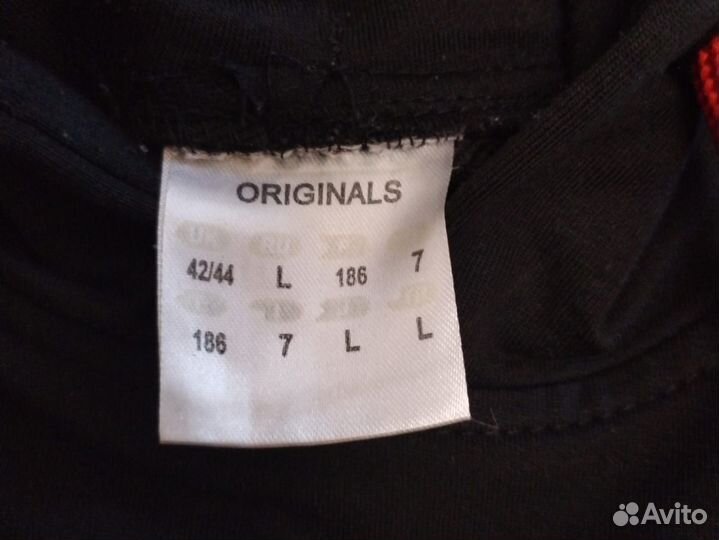 ORIGINALS
42/44 L 186 7
186 7 L L
Avito